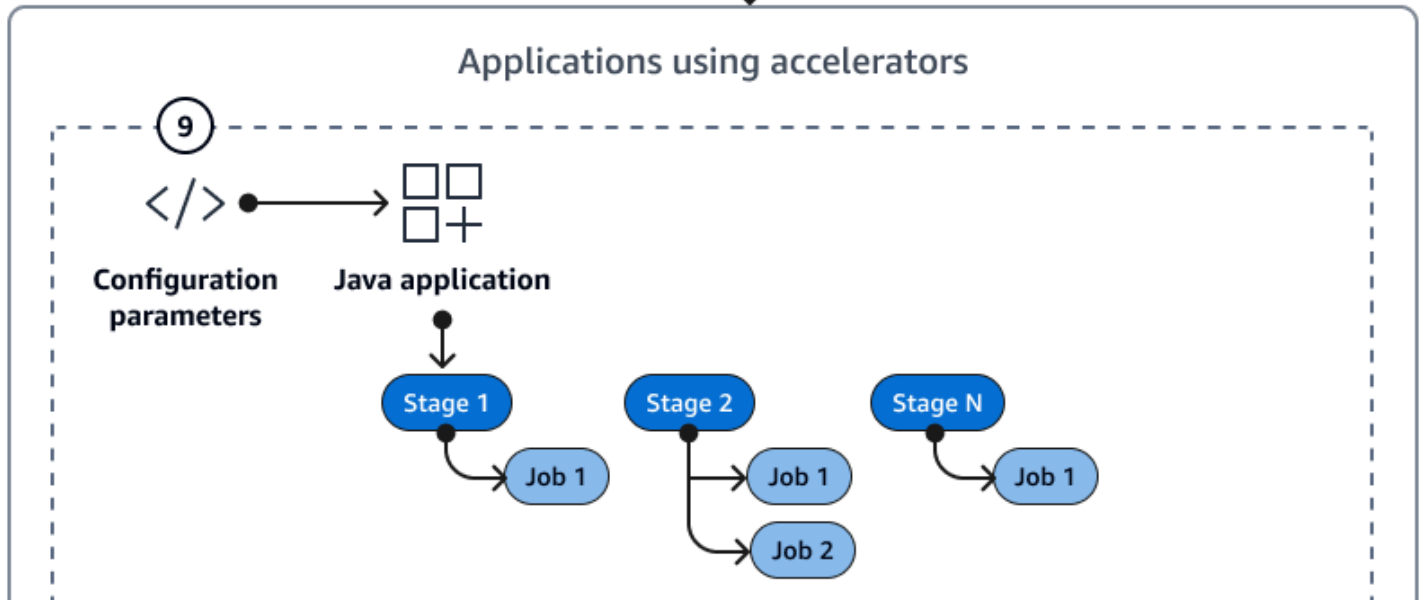 Applications using accelerators
9
</>
Configuration
parameters
Java application
Stage 1
Stage 2
Stage N
Job 1
Job 1
Job 1
Job 2